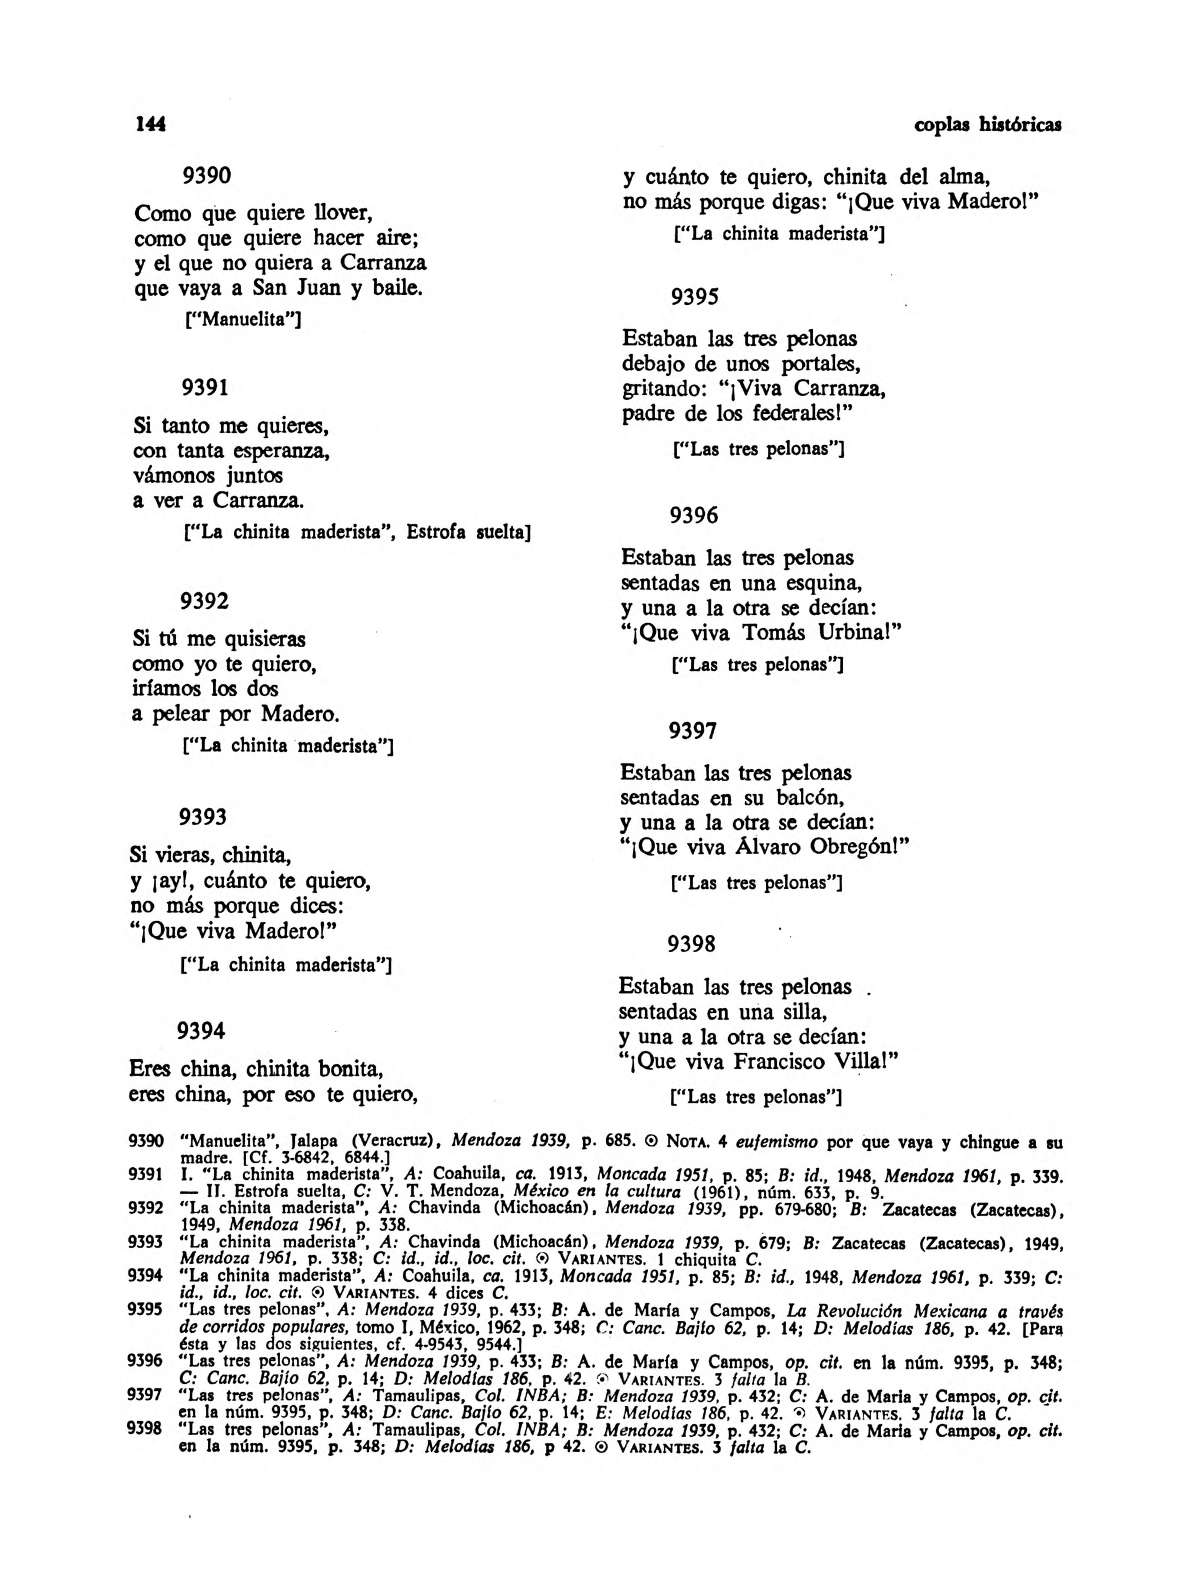 144
coplas históricas
9390
Como que quiere llover,
como que quiere hacer aire;
y el que no quiera a Carranza
que vaya a San Juan y baile.
["Manuelita"]
9391
Si tanto me quieres,
con tanta esperanza,
vámonos juntos
a ver a Carranza.
["La chinita maderista", Estrofa suelta]
9392
Si tú me quisieras
como yo te quiero,
iríamos los dos
a pelear por Madero.
["La chinita maderista"]
9393
Si vieras, chinita,
y ¡ay!, cuánto te quiero,
no más porque dices:
"¡Que viva Madero!"
["La chinita maderista"]
9394
Eres china, chinita bonita,
eres china, por eso te quiero,
y cuánto te quiero, chinita del alma,
no más porque digas: "¡Que viva Madero!"
["La chinita maderista"]
9395
Estaban las tres pelonas
debajo de unos portales,
gritando: "¡Viva Carranza,
padre de los federales!"
["Las tres pelonas"]
9396
Estaban las tres pelonas
sentadas en una esquina,
y una a la otra se decían:
"¡Que viva Tomás Urbina!"
["Las tres pelonas"]
9397
Estaban las tres pelonas
sentadas en su balcón,
y una a la otra se decían:
"¡Que viva Álvaro Obregón!"
["Las tres pelonas"]
9398
Estaban las tres pelonas
sentadas en una silla,
y una a la otra se decían:
"¡Que viva Francisco Villa!"
["Las tres pelonas"]
9390 "Manuelita", Jalapa (Veracruz), Mendoza 1939, p. 685. ⊙ NOTA. 4 eufemismo por que vaya y chingue a su
madre. [Cf. 3-6842, 6844.]
9391 I. "La chinita maderista", A: Coahuila, ca. 1913, Moncada 1951, p. 85; B: id., 1948, Mendoza 1961, p. 339.
— II. Estrofa suelta, C: V. T. Mendoza, México en la cultura (1961), núm. 633, p. 9.
9392 "La chinita maderista", A: Chavinda (Michoacán), Mendoza 1939, pp. 679-680; B: Zacatecas (Zacatecas),
1949, Mendoza 1961, p. 338.
9393 "La chinita maderista", A: Chavinda (Michoacán), Mendoza 1939, p. 679; B: Zacatecas (Zacatecas), 1949,
Mendoza 1961, p. 338; C: id., id., loc. cit. ⊙ VARIANTES. 1 chiquita C.
9394 "La chinita maderista", A: Coahuila, ca. 1913, Moncada 1951, p. 85; B: id., 1948, Mendoza 1961, p. 339; C:
id., id., loc. cit. ⊙ VARIANTES. 4 dices C.
9395 "Las tres pelonas", A: Mendoza 1939, p. 433; B: A. de María y Campos, La Revolución Mexicana a través
de corridos populares, tomo I, México, 1962, p. 348; C: Canc. Bajío 62, p. 14; D: Melodías 186, p. 42. [Para
ésta y las dos siguientes, cf. 4-9543, 9544.]
9396 "Las tres pelonas", A: Mendoza 1939, p. 433; B: A. de María y Campos, op. cit. en la núm. 9395, p. 348;
C: Canc. Bajío 62, p. 14; D: Melodías 186, p. 42. ⊙ VARIANTES. 3 falta la B.
9397 "Las tres pelonas", A: Tamaulipas, Col. INBA; B: Mendoza 1939, p. 432; C: A. de María y Campos, op. cit.
en la núm. 9395, p. 348; D: Canc. Bajío 62, p. 14; E: Melodías 186, p. 42. ⊙ VARIANTES. 3 falta la C.
9398 "Las tres pelonas", A: Tamaulipas, Col. INBA; B: Mendoza 1939, p. 432; C: A. de María y Campos, op. cit.
en la núm. 9395, p. 348; D: Melodías 186, p 42. ⊙ VARIANTES. 3 falta la C.